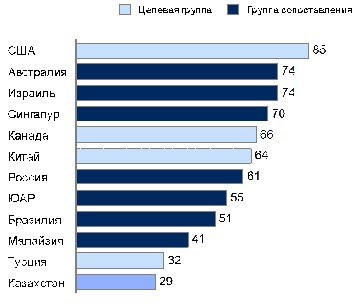 Целевая группа Группа сопоставления
США 85
Австралия 74
Израиль 74
Сингапур 70
Канада 66
Китай 64
Россия 61
ЮАР 55
Бразилия 51
Малайзия 41
Турция 32
Казахстан 29